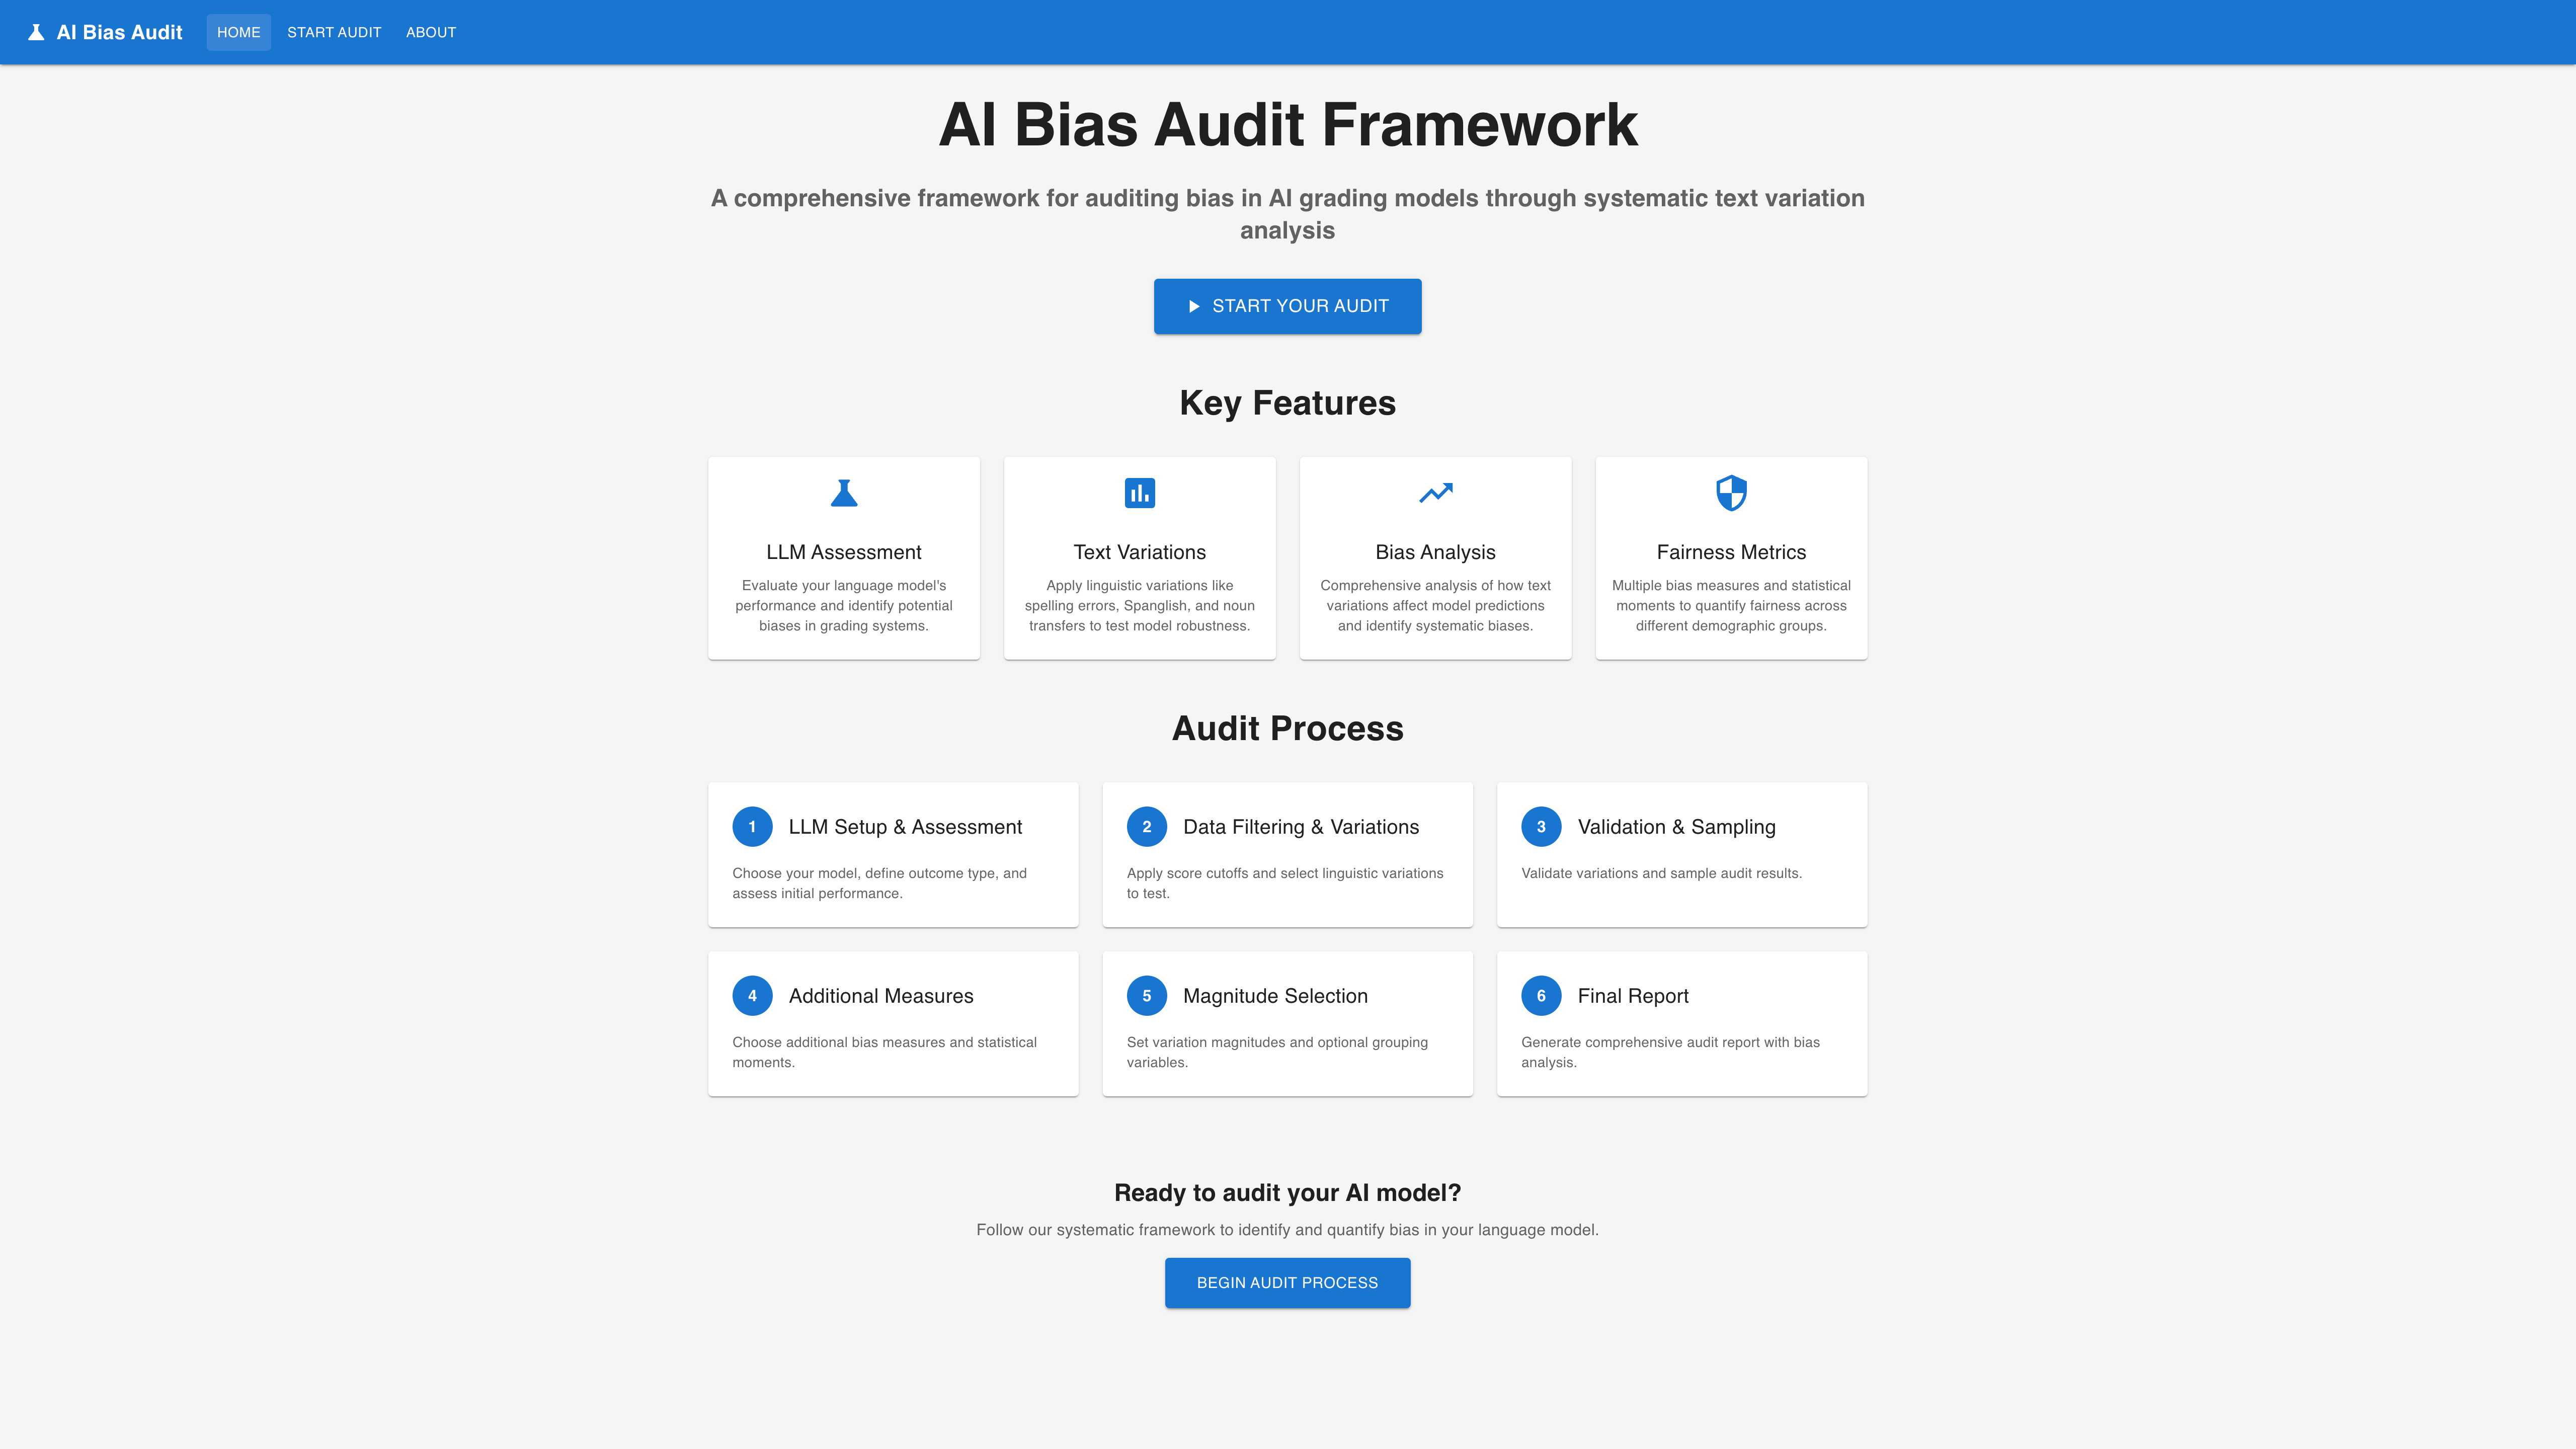 AI Bias Audit
HOME
START AUDIT
ABOUT
AI Bias Audit Framework
A comprehensive framework for auditing bias in AI grading models through systematic text variation
analysis
START YOUR AUDIT
Key Features
LLM Assessment
Evaluate your language model's
performance and identify potential
biases in grading systems.
Text Variations
Apply linguistic variations like
spelling errors, Spanglish, and noun
transfers to test model robustness.
Bias Analysis
Comprehensive analysis of how text
variations affect model predictions
and identify systematic biases.
Fairness Metrics
Multiple bias measures and statistical
moments to quantify fairness across
different demographic groups.
Audit Process
1
LLM Setup & Assessment
Choose your model, define outcome type, and
assess initial performance.
2
Data Filtering & Variations
Apply score cutoffs and select linguistic variations
to test.
3
Validation & Sampling
Validate variations and sample audit results.
4
Additional Measures
Choose additional bias measures and statistical
moments.
5
Magnitude Selection
Set variation magnitudes and optional grouping
variables.
6
Final Report
Generate comprehensive audit report with bias
analysis.
Ready to audit your AI model?
Follow our systematic framework to identify and quantify bias in your language model.
BEGIN AUDIT PROCESS